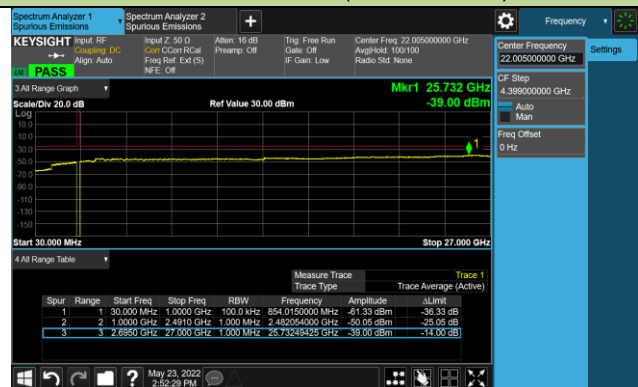 Spectrum Analyzer 1
Spurious Emissions
Spectrum Analyzer 2
Spurious Emissions
Frequency
KEYSIGHT
Input: RF
Coupling: DC
Align: Auto
Input Z: 50 Ω
Corr CCorr RCal
Freq Ref: Ext (S)
NFE: Off
Atten: 16 dB
Preamp: Off
Trig: Free Run
Gate: Off
IF Gain: Low
Center Freq: 22.005000000 GHz
Avg|Hold: 100/100
Radio Std: None
PASS
Center Frequency
22.005000000 GHz
Settings
CF Step
4.399000000 GHz
Auto
Man
Freq Offset
0 Hz
3 All Range Graph
Mkr1 25.732 GHz
Scale/Div 20.0 dB
Ref Value 30.00 dBm
-39.00 dBm
Log
10.0
-10.0
-30.0
-50.0
-70.0
-90.0
-110
-130
-150
1
Start 30.000 MHz
Stop 27.000 GHz
4 All Range Table
Measure Trace Trace 1
Trace Type Trace Average (Active)
Spur Range Start Freq Stop Freq RBW Frequency Amplitude ΔLimit
1 1 30.000 MHz 1.0000 GHz 100.0 kHz 854.0150000 MHz -61.33 dBm -36.33 dB
2 2 1.0000 GHz 2.4910 GHz 1.000 MHz 2.482054000 GHz -50.05 dBm -25.05 dB
3 3 2.6950 GHz 27.000 GHz 1.000 MHz 25.73249425 GHz -39.00 dBm -14.00 dB
May 23, 2022
2:52:29 PM